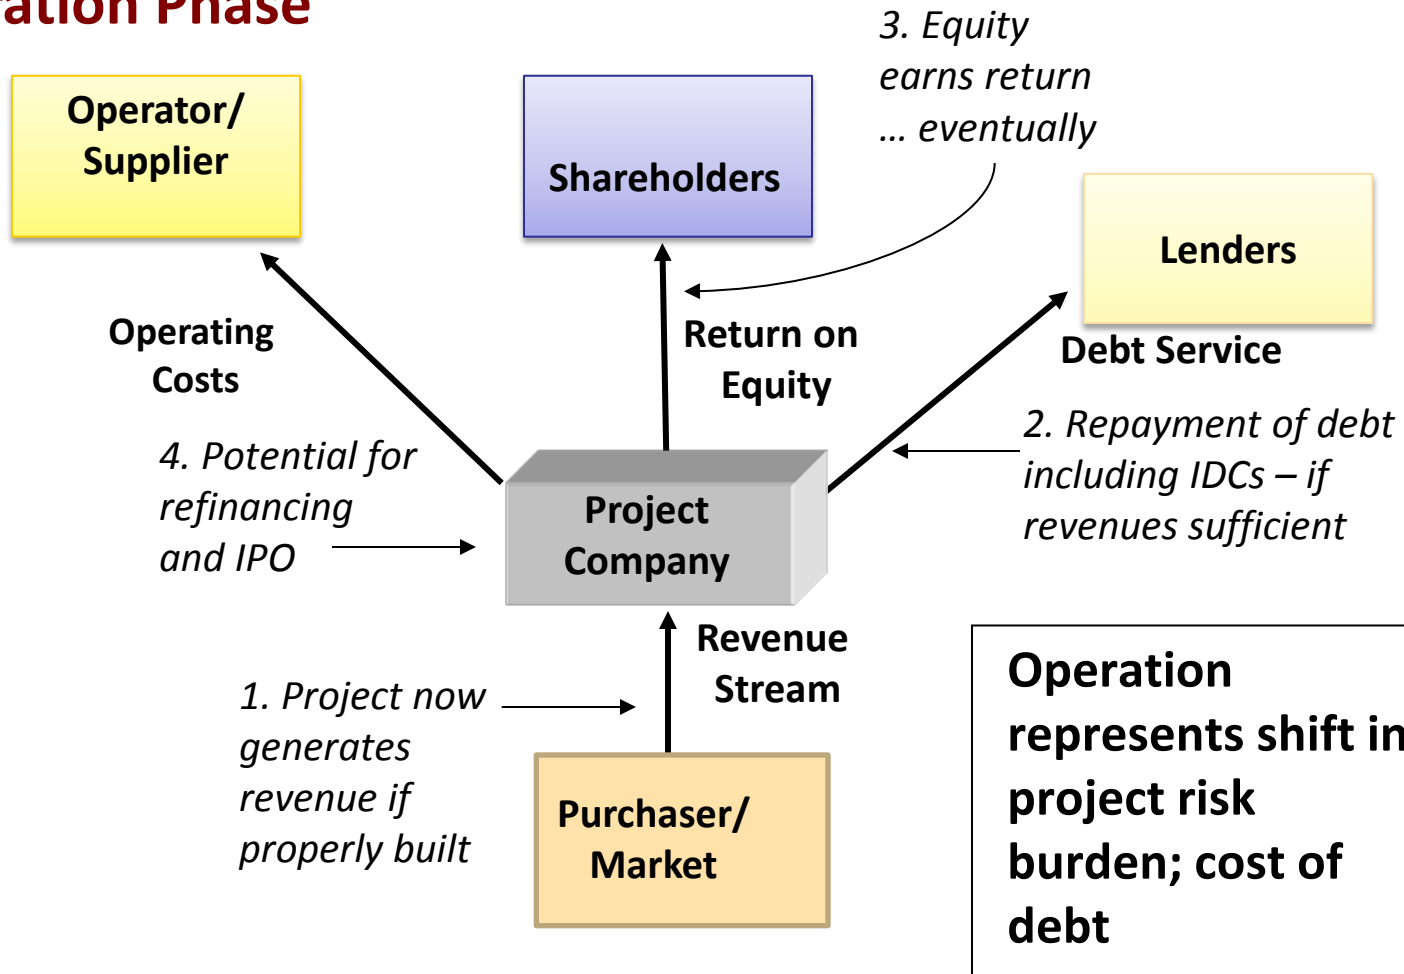 ration Phase
3. Equity
earns return
… eventually
Operator/
Supplier
Shareholders
Lenders
Operating
Costs
Return on
Equity
Debt Service
4. Potential for
refinancing
and IPO
2. Repayment of debt
including IDCs – if
revenues sufficient
Project
Company
Revenue
Stream
1. Project now
generates
revenue if
properly built
Purchaser/
Market
Operation
represents shift in
project risk
burden; cost of
debt